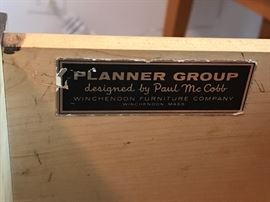 PLANNER GROUP
designed by Paul McCobb
WINCHENDON FURNITURE COMPANY
WINCHENDON, MASS.